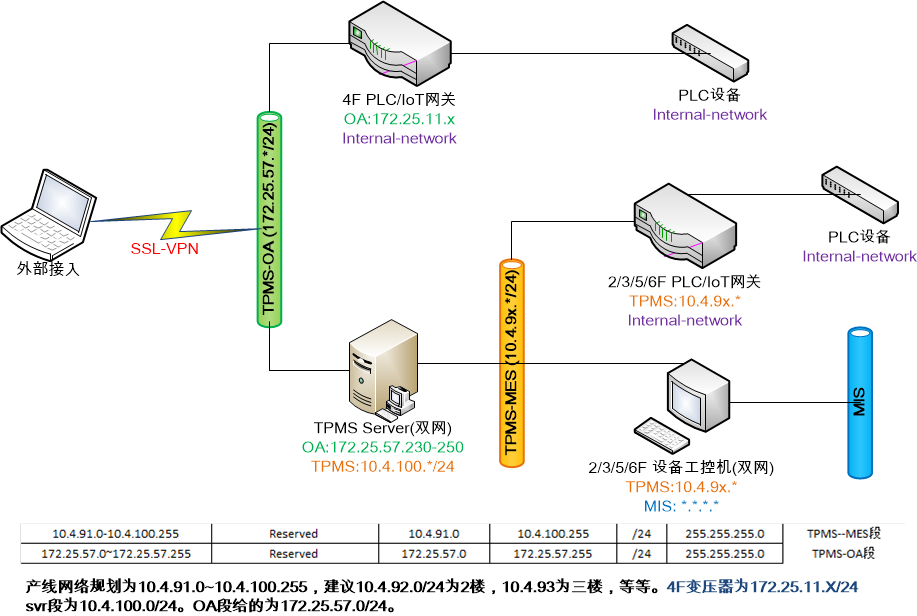 4F PLC/IoT网关
OA:172.25.11.x
Internal-network
PLC设备
Internal-network
TPMS-OA (172.25.57.*/24)
SSL-VPN
外部接入
PLC设备
Internal-network
2/3/5/6F PLC/IoT网关
TPMS:10.4.9x.*
Internal-network
TPMS-MES (10.4.9x.*/24)
MIS
TPMS Server(双网)
OA:172.25.57.230-250
TPMS:10.4.100.*/24
2/3/5/6F 设备工控机(双网)
TPMS:10.4.9x.*
MIS: *.*.*.*
10.4.91.0-10.4.100.255 Reserved 10.4.91.0 10.4.100.255 /24 255.255.255.0 TPMS--MES段
172.25.57.0~172.25.57.255 Reserved 172.25.57.0 172.25.57.255 /24 255.255.255.0 TPMS-OA段
产线网络规划为10.4.91.0~10.4.100.255，建议10.4.92.0/24为2楼，10.4.93为三楼，等等。4F变压器为172.25.11.X/24
svr段为10.4.100.0/24。OA段给的为172.25.57.0/24。